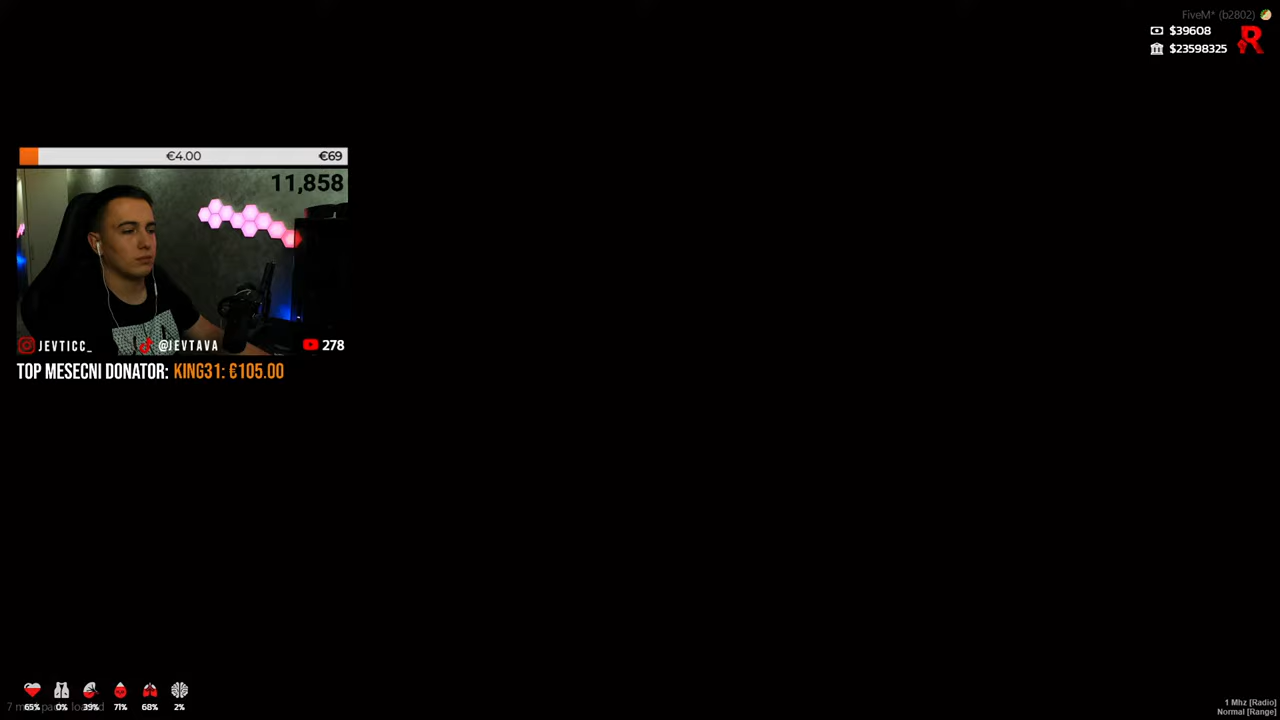 FiveM* (b2802)
$39608
$23598325
R
€4.00 €69
11,858
JEVTICC_ @JEVTAVA 278
TOP MESECNI DONATOR: KING31: €105.00
65% 0% 39% 71% 68% 2%
1 Mhz [Radio]
Normal [Range]